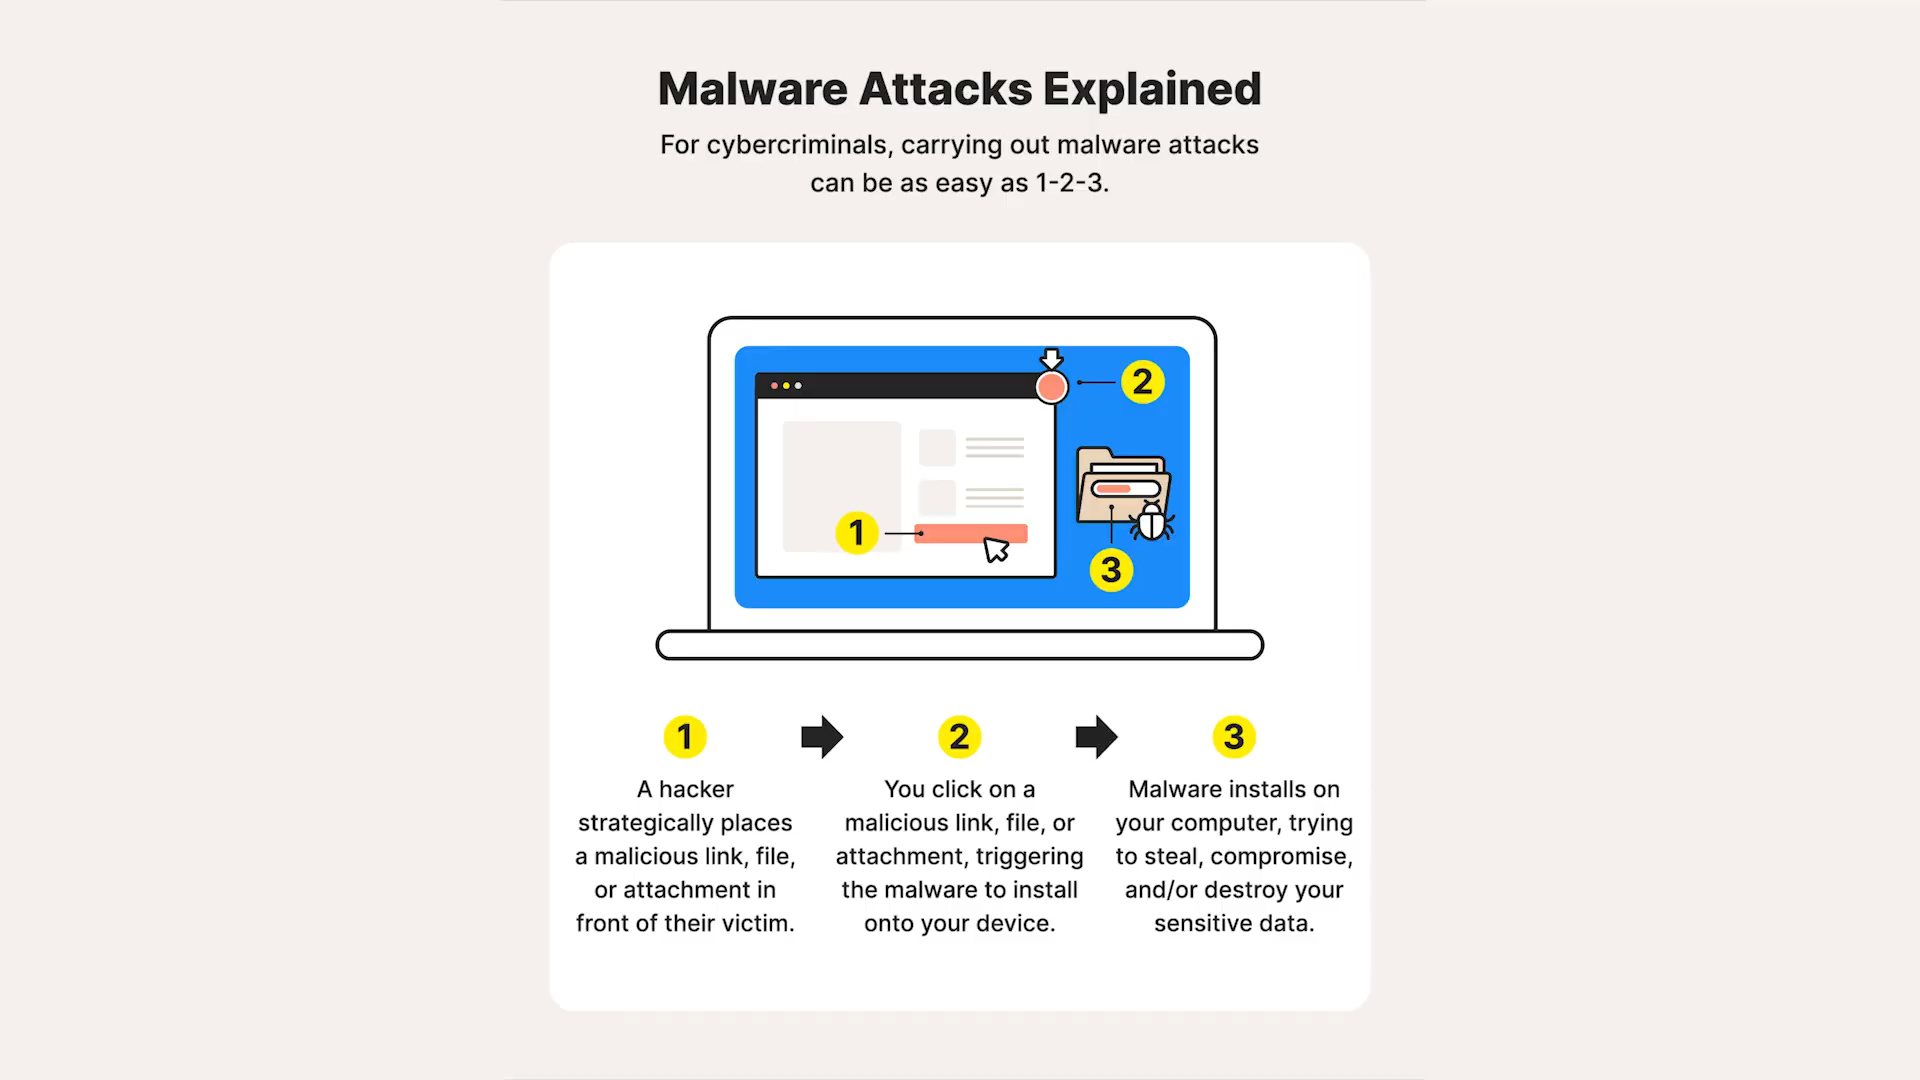 Malware Attacks Explained
For cybercriminals, carrying out malware attacks
can be as easy as 1-2-3.
2
1
3
1
A hacker
strategically places
a malicious link, file,
or attachment in
front of their victim.
2
You click on a
malicious link, file, or
attachment, triggering
the malware to install
onto your device.
3
Malware installs on
your computer, trying
to steal, compromise,
and/or destroy your
sensitive data.